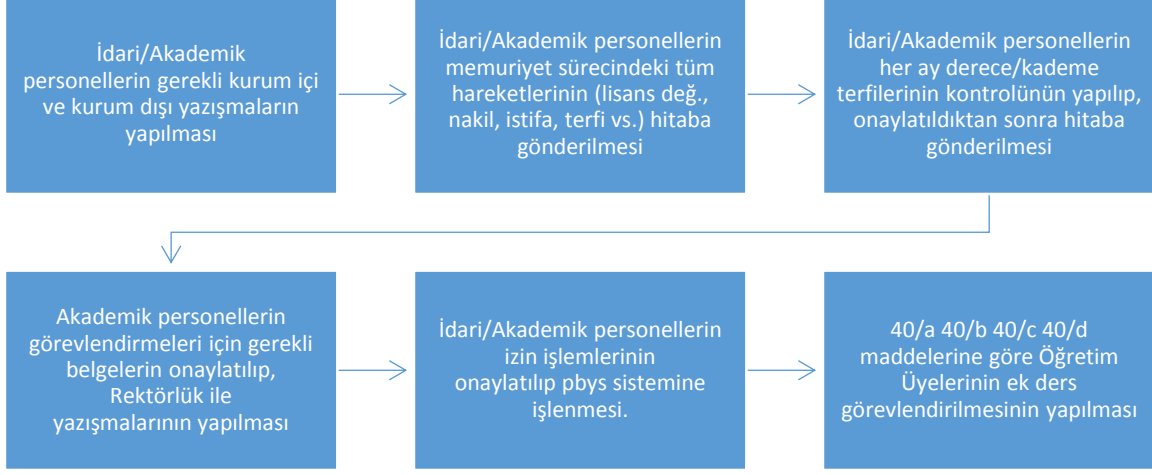 İdari/Akademik
personellerin gerekli kurum içi
ve kurum dışı yazışmaların
yapılması
İdari/Akademik personellerin
memuriyet sürecindeki tüm
hareketlerinin (lisans değ.,
nakil, istifa, terfi vs.) hitaba
gönderilmesi
İdari/Akademik personellerin
her ay derece/kademe
terfilerinin kontrolünün yapılıp,
onaylatıldıktan sonra hitaba
gönderilmesi
Akademik personellerin
görevlendirmeleri için gerekli
belgelerin onaylatılıp,
Rektörlük ile
yazışmalarının yapılması
İdari/Akademik personellerin
izin işlemlerinin
onaylatılıp pbys sistemine
işlenmesi.
40/a 40/b 40/c 40/d
maddelerine göre Öğretim
Üyelerinin ek ders
görevlendirilmesinin yapılması